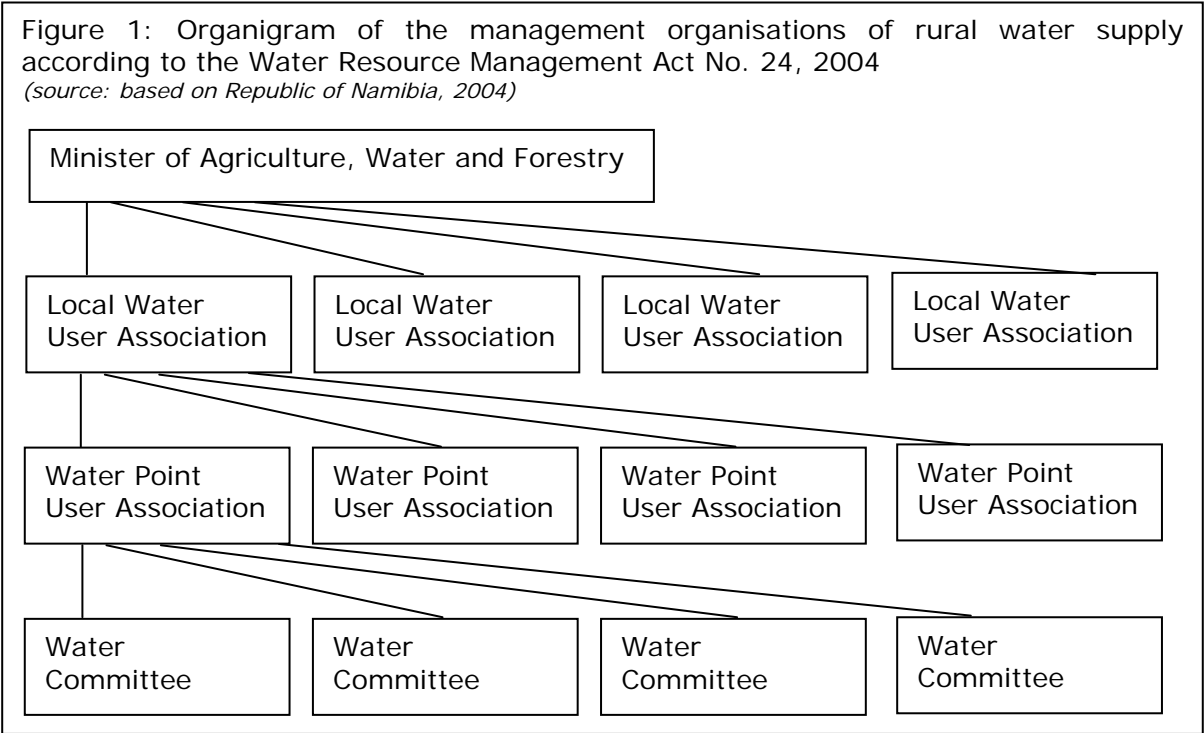 Figure 1: Organigram of the management organisations of rural water supply
according to the Water Resource Management Act No. 24, 2004
(source: based on Republic of Namibia, 2004)
Minister of Agriculture, Water and Forestry
Local Water
User Association
Local Water
User Association
Local Water
User Association
Local Water
User Association
Water Point
User Association
Water Point
User Association
Water Point
User Association
Water Point
User Association
Water
Committee
Water
Committee
Water
Committee
Water
Committee